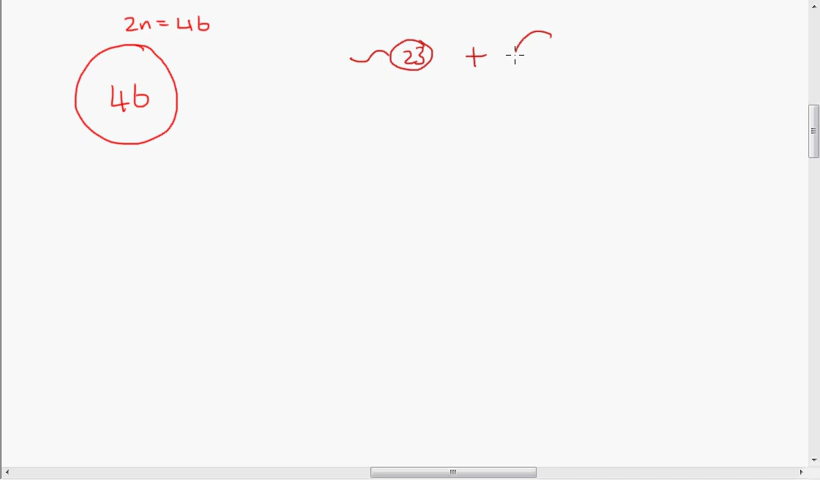 2n = 46
46
23 +